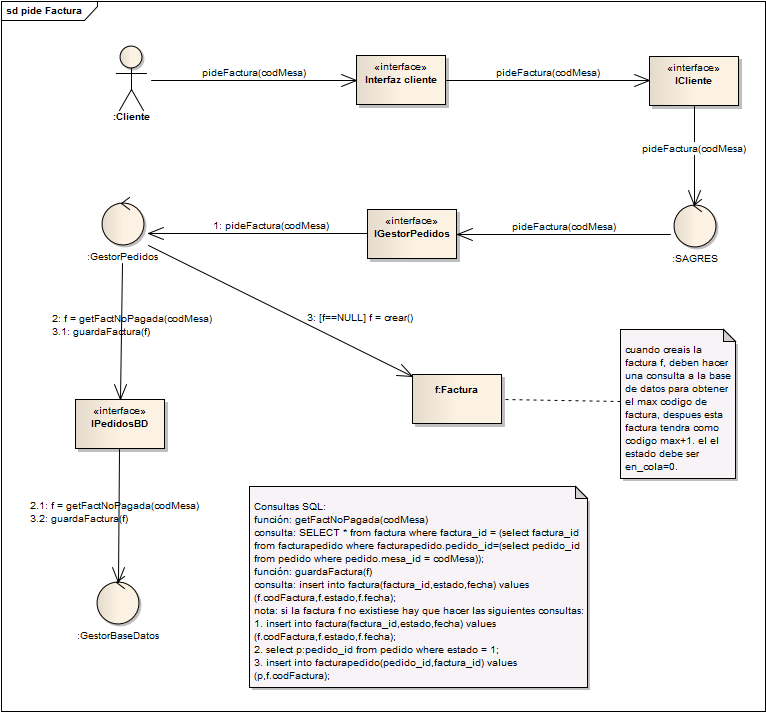 sd pide Factura
:Cliente
pideFactura(codMesa)
«interface»
Interfaz cliente
pideFactura(codMesa)
«interface»
ICliente
pideFactura(codMesa)
:GestorPedidos
1: pideFactura(codMesa)
«interface»
IGestorPedidos
pideFactura(codMesa)
:SAGRES
2: f = getFactNoPagada(codMesa)
3.1: guardaFactura(f)
3: [f==NULL] f = crear()
f:Factura
cuando creais la
factura f, deben hacer
una consulta a la base
de datos para obtener
el max codigo de
factura, despues esta
factura tendra como
codigo max+1. el el
estado debe ser
en_cola=0.
«interface»
IPedidosBD
2.1: f = getFactNoPagada(codMesa)
3.2: guardaFactura(f)
:GestorBaseDatos
Consultas SQL:
función: getFactNoPagada(codMesa)
consulta: SELECT * from factura where factura_id = (select factura_id
from facturapedido where facturapedido.pedido_id=(select pedido_id
from pedido where pedido.mesa_id = codMesa));
función: guardaFactura(f)
consulta: insert into factura(factura_id,estado,fecha) values
(f.codFactura,f.estado,f.fecha);
nota: si la factura f no existiese hay que hacer las siguientes consultas:
1. insert into factura(factura_id,estado,fecha) values
(f.codFactura,f.estado,f.fecha);
2. select p:pedido_id from pedido where estado = 1;
3. insert into facturapedido(pedido_id,factura_id) values
(p,f.codFactura);